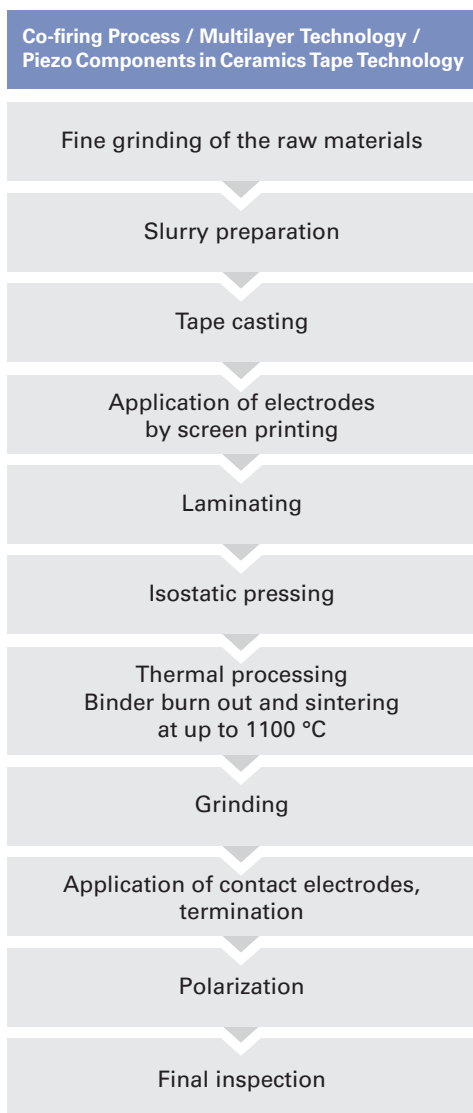 Co-firing Process / Multilayer Technology /
Piezo Components in Ceramics Tape Technology
Fine grinding of the raw materials
Slurry preparation
Tape casting
Application of electrodes
by screen printing
Laminating
Isostatic pressing
Thermal processing
Binder burn out and sintering
at up to 1100 °C
Grinding
Application of contact electrodes,
termination
Polarization
Final inspection